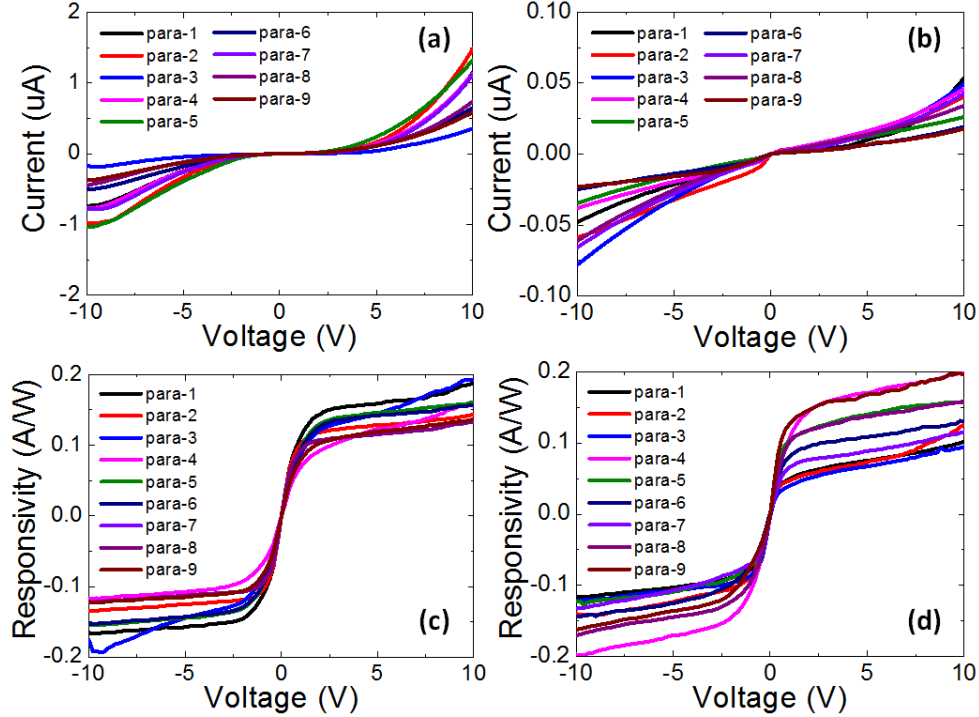 2
1
0
-1
-2
Current (uA)
-10
-5
0
5
10
Voltage (V)
para-1
para-2
para-3
para-4
para-5
para-6
para-7
para-8
para-9
(a)
0.10
0.05
0.00
-0.05
-0.10
Current (uA)
-10
-5
0
5
10
Voltage (V)
para-1
para-2
para-3
para-4
para-5
para-6
para-7
para-8
para-9
(b)
0.2
0.1
0.0
-0.1
-0.2
Responsivity (A/W)
-10
-5
0
5
10
Voltage (V)
para-1
para-2
para-3
para-4
para-5
para-6
para-7
para-8
para-9
(c)
0.2
0.1
0.0
-0.1
-0.2
Responsivity (A/W)
-10
-5
0
5
10
Voltage (V)
para-1
para-2
para-3
para-4
para-5
para-6
para-7
para-8
para-9
(d)